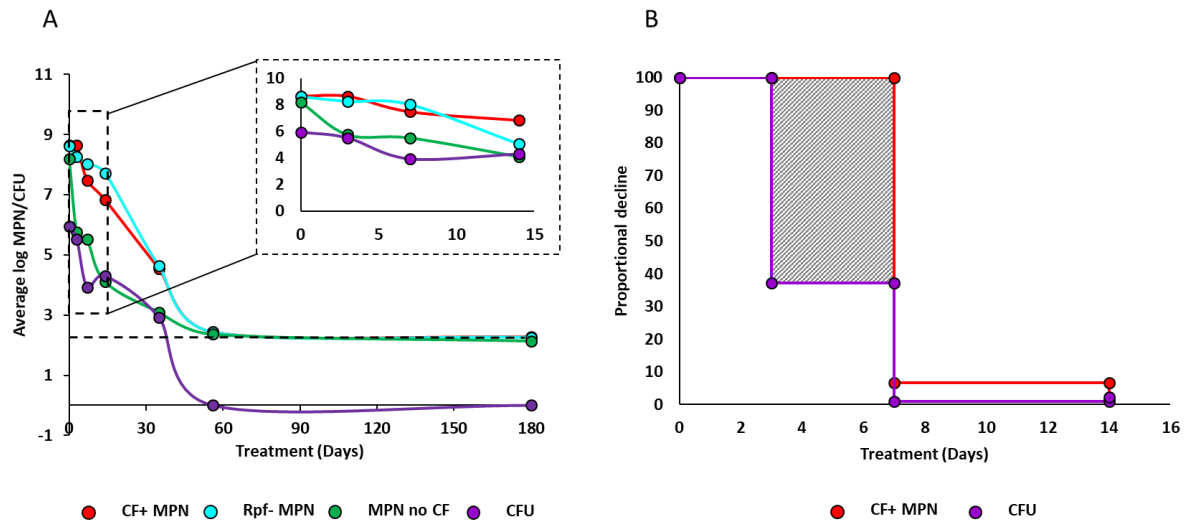 A
Average log MPN/CFU
11
9
7
5
3
1
-1
0 30 60 90 120 150 180
Treatment (Days)
10
8
6
4
2
0
0 5 10 15
CF+ MPN Rpf- MPN MPN no CF CFU
B
Proportional decline
100
90
80
70
60
50
40
30
20
10
0
0 2 4 6 8 10 12 14 16
Treatment (Days)
CF+ MPN CFU